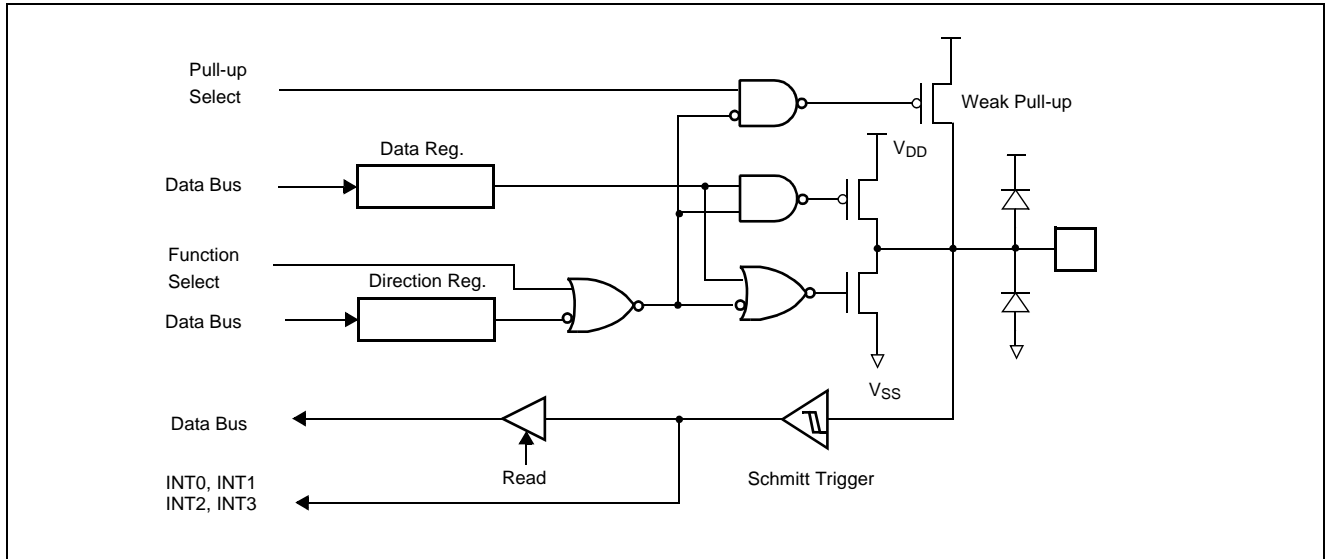 Pull-up
Select
Weak Pull-up
VDD
Data Reg.
Data Bus
Function
Select
Direction Reg.
Data Bus
VSS
Data Bus
Read
Schmitt Trigger
INT0, INT1
INT2, INT3